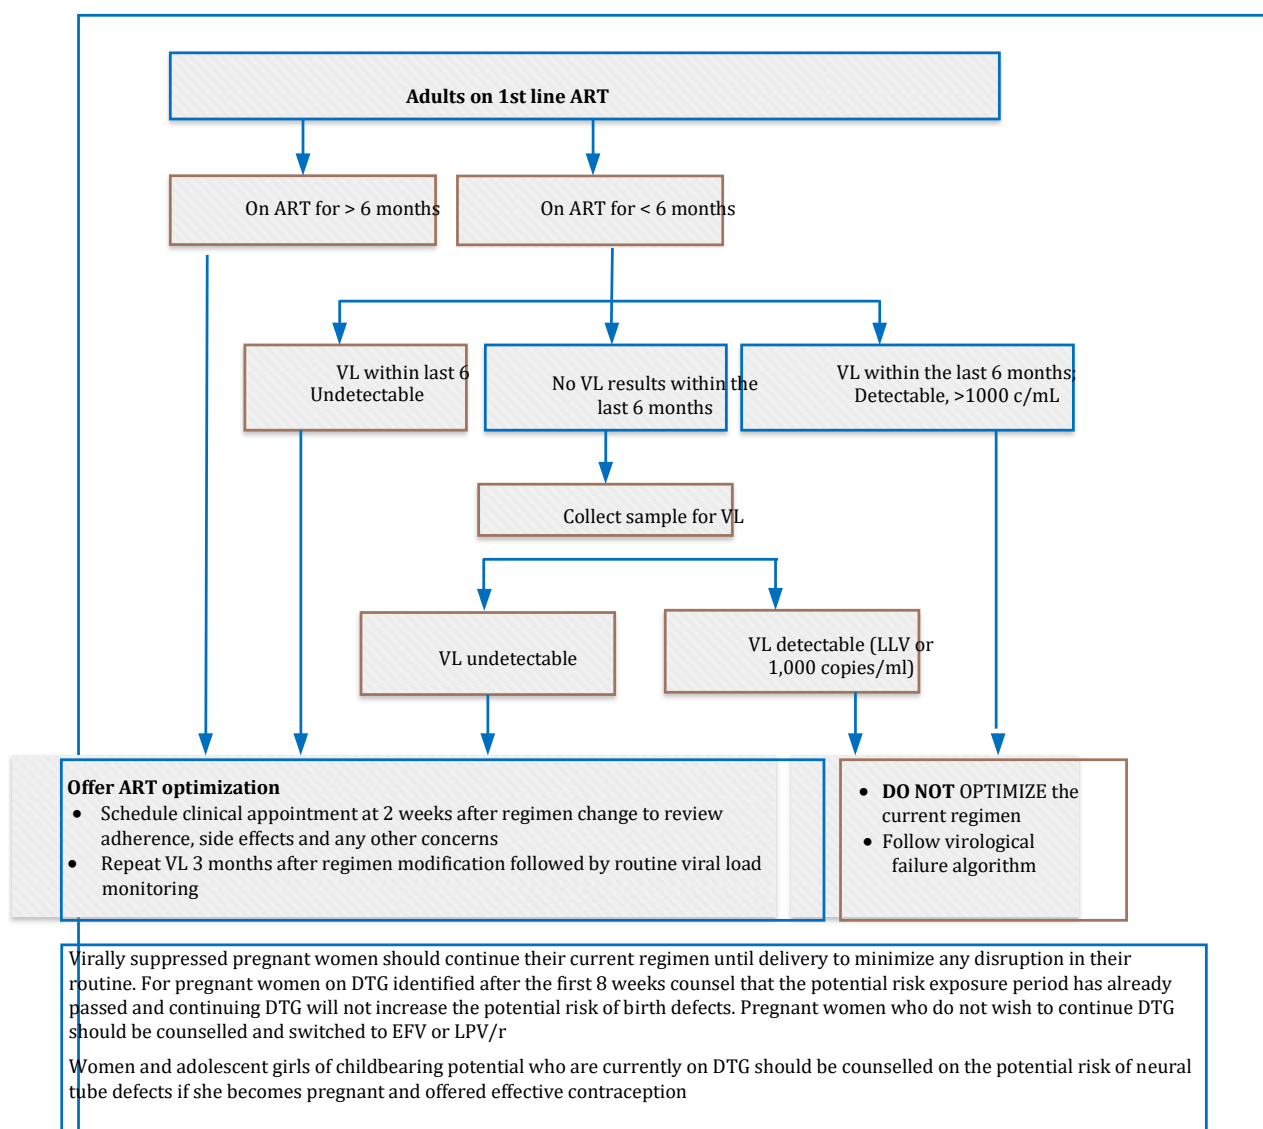 Adults on 1st line ART
On ART for > 6 months
On ART for < 6 months
VL within last 6
Undetectable
No VL results within the
last 6 months
VL within the last 6 months;
Detectable, >1000 c/mL
Collect sample for VL
VL undetectable
VL detectable (LLV or
1,000 copies/ml)
Offer ART optimization
• Schedule clinical appointment at 2 weeks after regimen change to review
adherence, side effects and any other concerns
• Repeat VL 3 months after regimen modification followed by routine viral load
monitoring
• DO NOT OPTIMIZE the
current regimen
• Follow virological
failure algorithm
Virally suppressed pregnant women should continue their current regimen until delivery to minimize any disruption in their
routine. For pregnant women on DTG identified after the first 8 weeks counsel that the potential risk exposure period has already
passed and continuing DTG will not increase the potential risk of birth defects. Pregnant women who do not wish to continue DTG
should be counselled and switched to EFV or LPV/r
Women and adolescent girls of childbearing potential who are currently on DTG should be counselled on the potential risk of neural
tube defects if she becomes pregnant and offered effective contraception